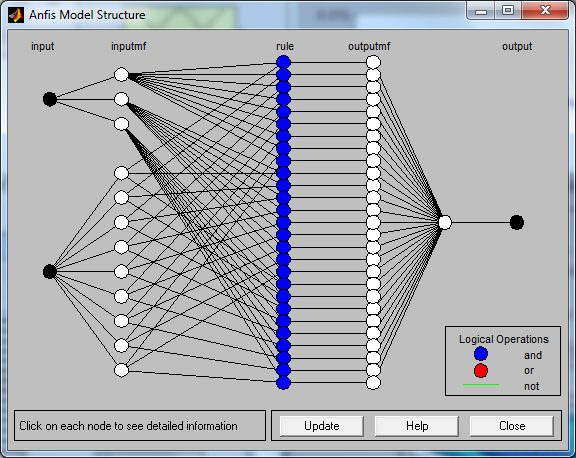 Anfis Model Structure
input inputmf rule outputmf output
Logical Operations
and
or
not
Click on each node to see detailed information
Update Help Close